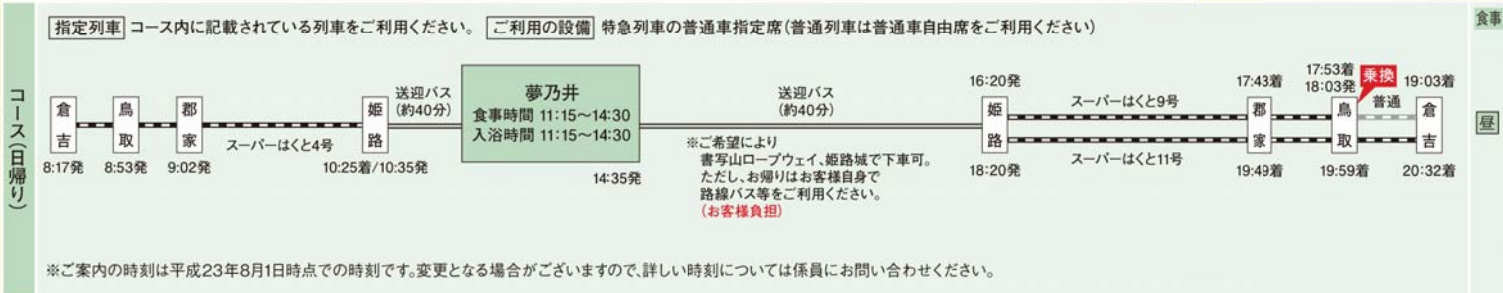 食事
指定列車 コース内に記載されている列車をご利用ください。 ご利用の設備 特急列車の普通車指定席(普通列車は普通車自由席をご利用ください)
コース(日帰り)
倉吉
8:17発
鳥取
8:53発
郡家
9:02発
スーパーはくと4号
姫路
10:25着/10:35発
送迎バス
(約40分)
夢乃井
食事時間 11:15〜14:30
入浴時間 11:15〜14:30
14:35発
送迎バス
(約40分)
※ご希望により
書写山ロープウェイ、姫路城で下車可。
ただし、お帰りはお客様自身で
路線バス等をご利用ください。
(お客様負担)
16:20発
姫路
18:20発
スーパーはくと9号
スーパーはくと11号
17:43着
郡家
19:49着
17:53着
18:03発
乗換
鳥取
19:59着
普通
19:03着
倉吉
20:32着
昼
※ご案内の時刻は平成23年8月1日時点での時刻です。変更となる場合がございますので、詳しい時刻については係員にお問い合わせください。